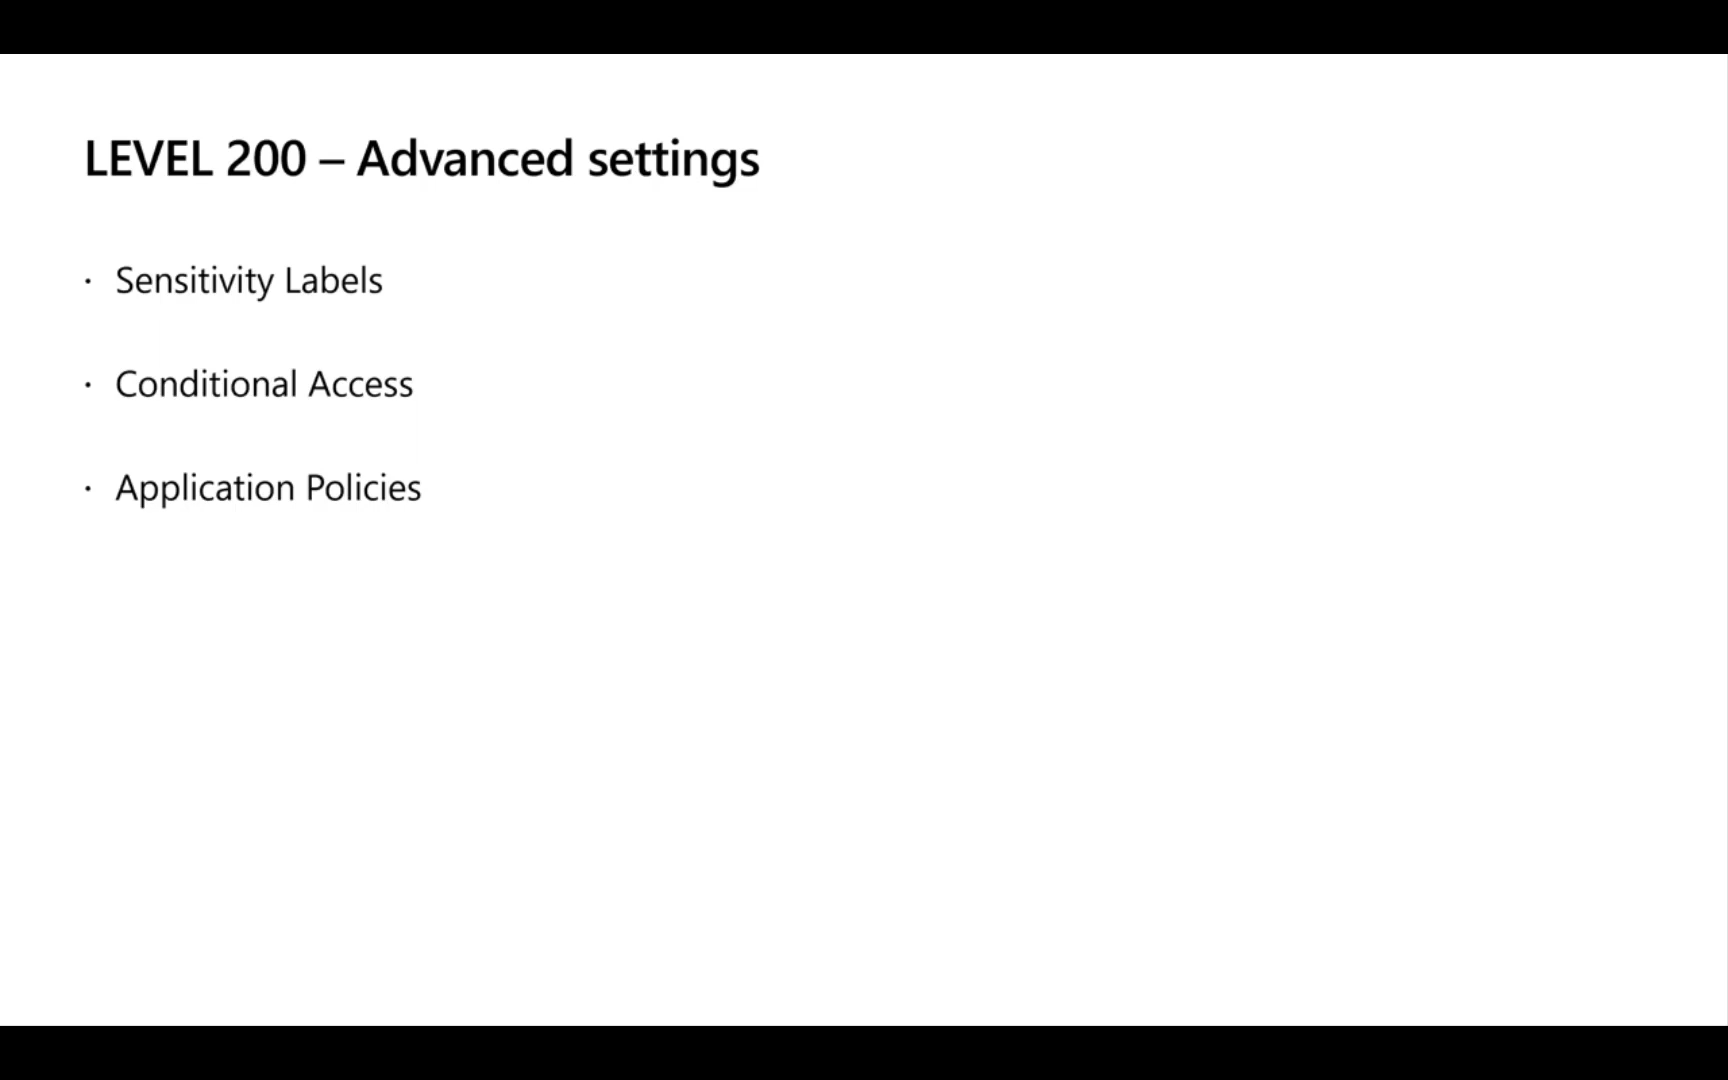 LEVEL 200 – Advanced settings
· Sensitivity Labels
· Conditional Access
· Application Policies